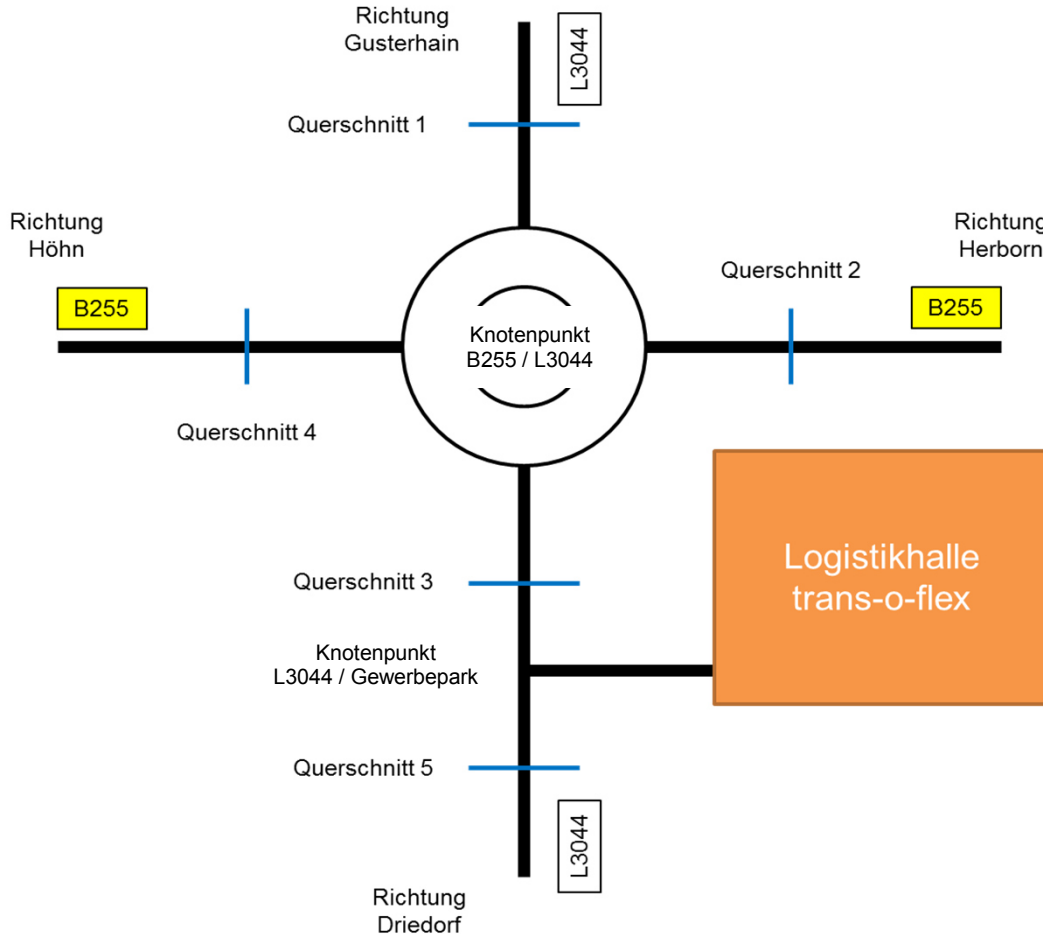 Richtung
Gusterhain
L3044
Querschnitt 1
Richtung
Höhn
Richtung
Herborn
Querschnitt 2
B255
B255
Knotenpunkt
B255 / L3044
Querschnitt 4
Logistikhalle
trans-o-flex
Querschnitt 3
Knotenpunkt
L3044 / Gewerbepark
Querschnitt 5
L3044
Richtung
Driedorf